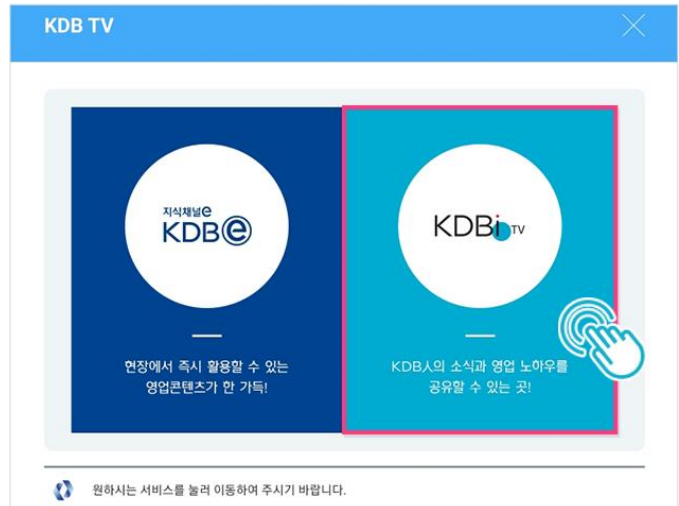 KDB TV
지식채널e
KDBe
현장에서 즉시 활용할 수 있는
영업콘텐츠가 한 가득!
KDBi TV
KDB人의 소식과 영업 노하우를
공유할 수 있는 곳!
원하시는 서비스를 눌러 이동하여 주시기 바랍니다.